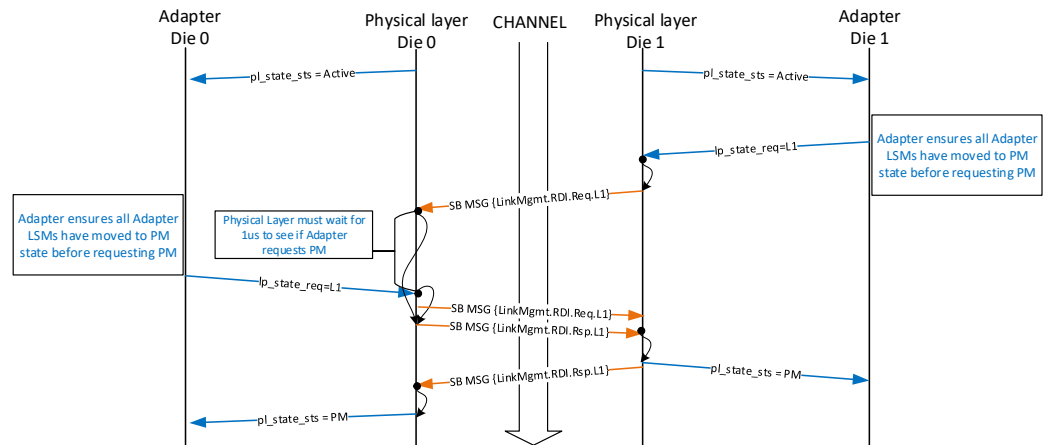 Adapter
Die 0
Physical layer
Die 0
CHANNEL
Physical layer
Die 1
Adapter
Die 1
pl_state_sts = Active
pl_state_sts = Active
lp_state_req=L1
Adapter ensures all Adapter
LSMs have moved to PM
state before requesting PM
SB MSG {LinkMgmt.RDI.Req.L1}
Adapter ensures all Adapter
LSMs have moved to PM
state before requesting PM
Physical Layer must wait for
1us to see if Adapter
requests PM
lp_state_req=L1
SB MSG {LinkMgmt.RDI.Req.L1}
SB MSG {LinkMgmt.RDI.Rsp.L1}
SB MSG {LinkMgmt.RDI.Rsp.L1}
pl_state_sts = PM
pl_state_sts = PM